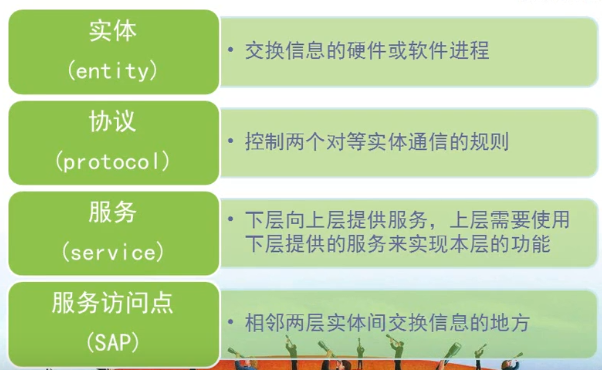 实体
(entity)
• 交换信息的硬件或软件进程
协议
(protocol)
• 控制两个对等实体通信的规则
服务
(service)
• 下层向上层提供服务，上层需要使用
下层提供的服务来实现本层的功能
服务访问点
(SAP)
• 相邻两层实体间交换信息的地方